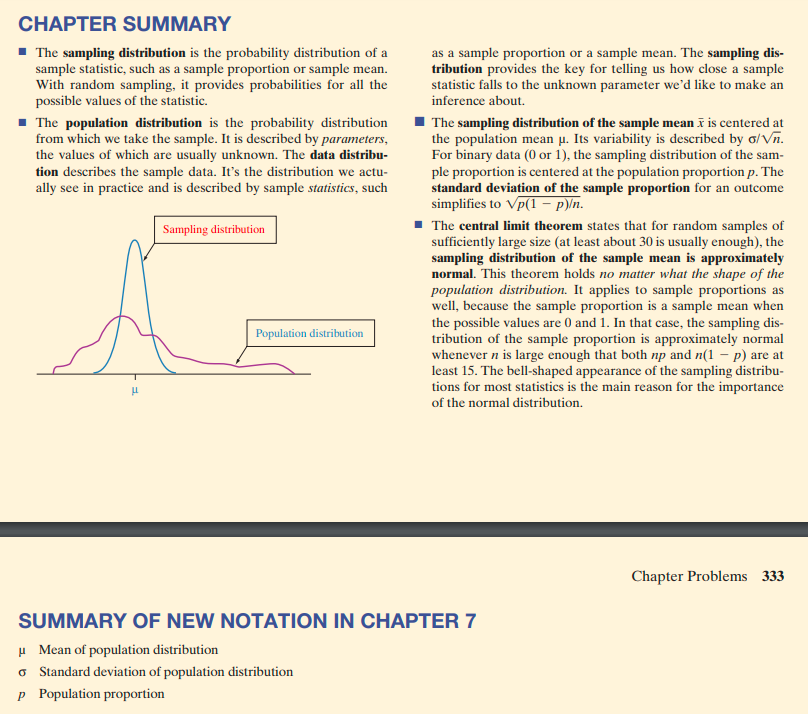 CHAPTER SUMMARY
■ The sampling distribution is the probability distribution of a
sample statistic, such as a sample proportion or sample mean.
With random sampling, it provides probabilities for all the
possible values of the statistic.
■ The population distribution is the probability distribution
from which we take the sample. It is described by parameters,
the values of which are usually unknown. The data distribu-
tion describes the sample data. It’s the distribution we actu-
ally see in practice and is described by sample statistics, such
Sampling distribution
Population distribution
μ
as a sample proportion or a sample mean. The sampling dis-
tribution provides the key for telling us how close a sample
statistic falls to the unknown parameter we’d like to make an
inference about.
■ The sampling distribution of the sample mean x̄ is centered at
the population mean μ. Its variability is described by σ/√n.
For binary data (0 or 1), the sampling distribution of the sam-
ple proportion is centered at the population proportion p. The
standard deviation of the sample proportion for an outcome
simplifies to √p(1 − p)/n.
■ The central limit theorem states that for random samples of
sufficiently large size (at least about 30 is usually enough), the
sampling distribution of the sample mean is approximately
normal. This theorem holds no matter what the shape of the
population distribution. It applies to sample proportions as
well, because the sample proportion is a sample mean when
the possible values are 0 and 1. In that case, the sampling dis-
tribution of the sample proportion is approximately normal
whenever n is large enough that both np and n(1 − p) are at
least 15. The bell-shaped appearance of the sampling distribu-
tions for most statistics is the main reason for the importance
of the normal distribution.
Chapter Problems 333
SUMMARY OF NEW NOTATION IN CHAPTER 7
μ Mean of population distribution
σ Standard deviation of population distribution
p Population proportion